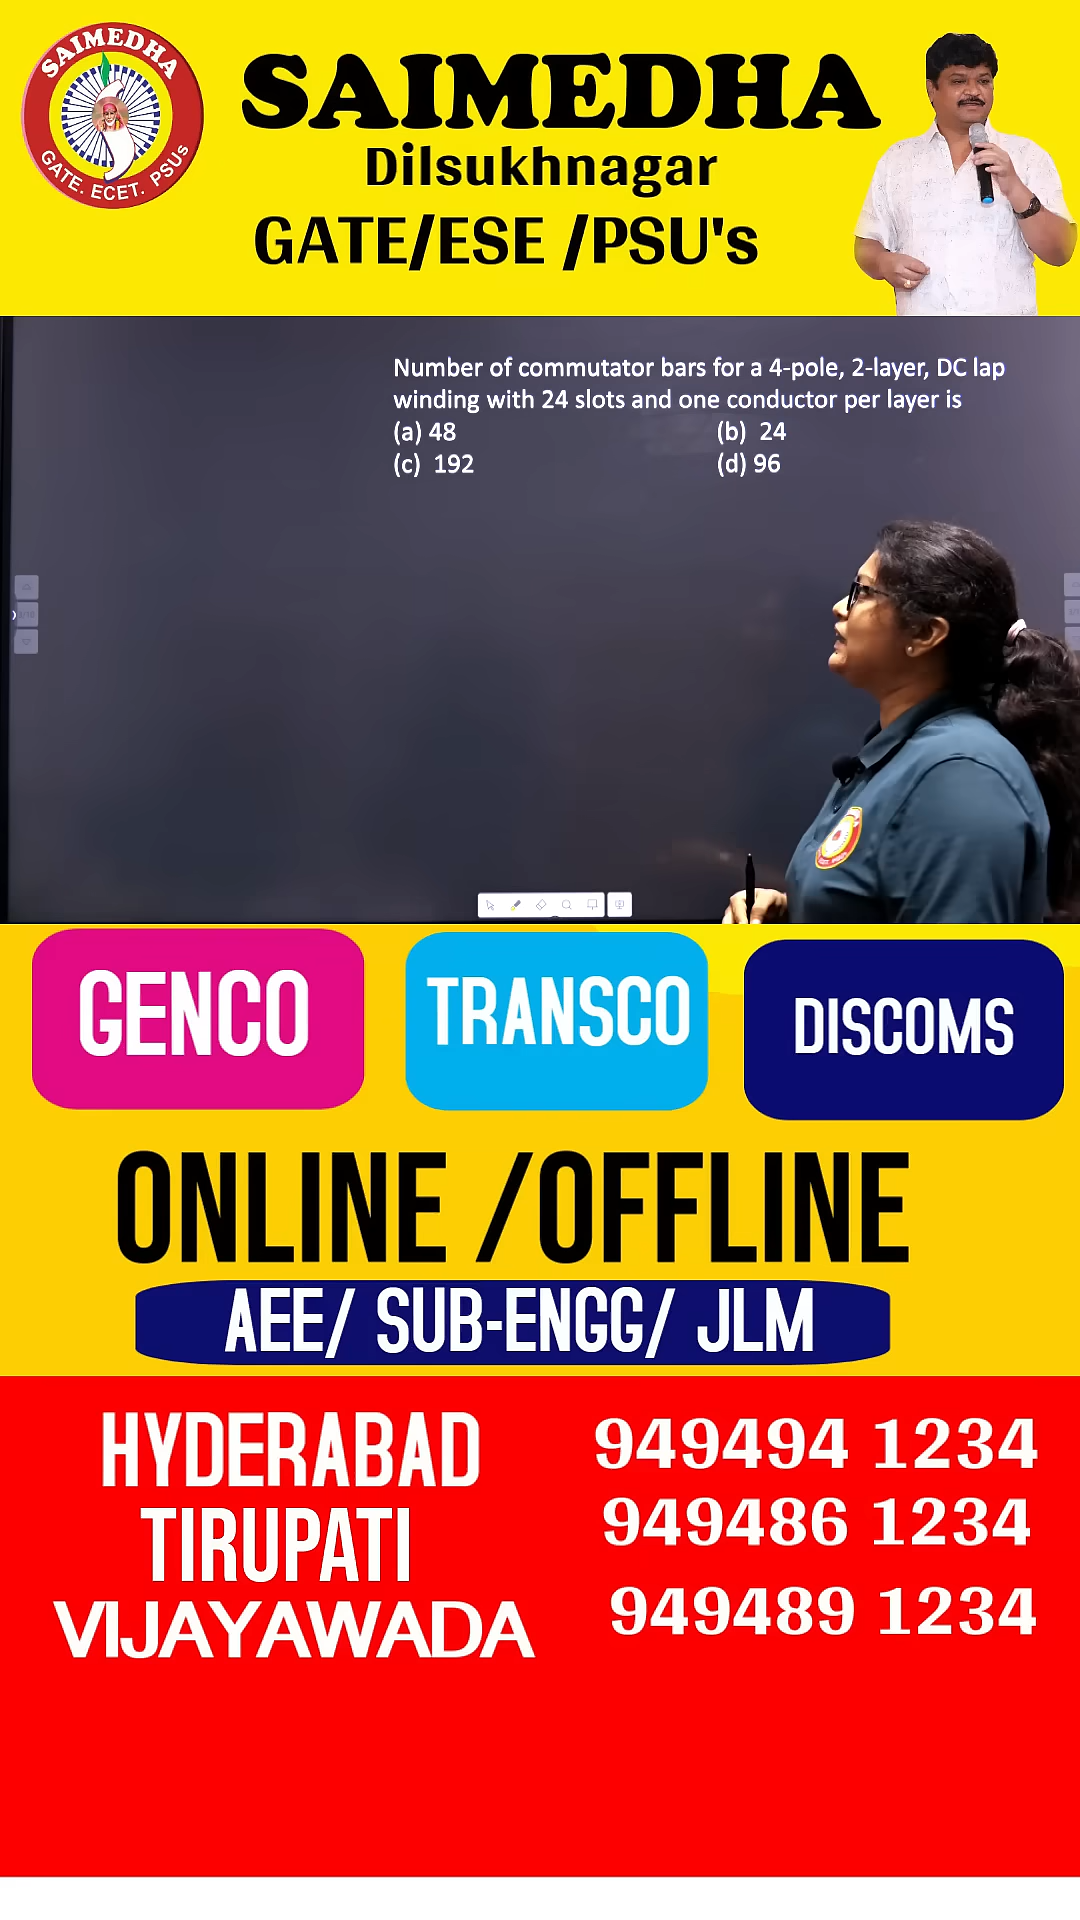 SAIMEDHA
GATE. ECET. PSUs
SAIMEDHA
Dilsukhnagar
GATE/ESE /PSU's
Number of commutator bars for a 4-pole, 2-layer, DC lap
winding with 24 slots and one conductor per layer is
(a) 48 (b) 24
(c) 192 (d) 96
GENCO TRANSCO DISCOMS
ONLINE /OFFLINE
AEE/ SUB-ENGG/ JLM
HYDERABAD 949494 1234
TIRUPATI 949486 1234
VIJAYAWADA 949489 1234